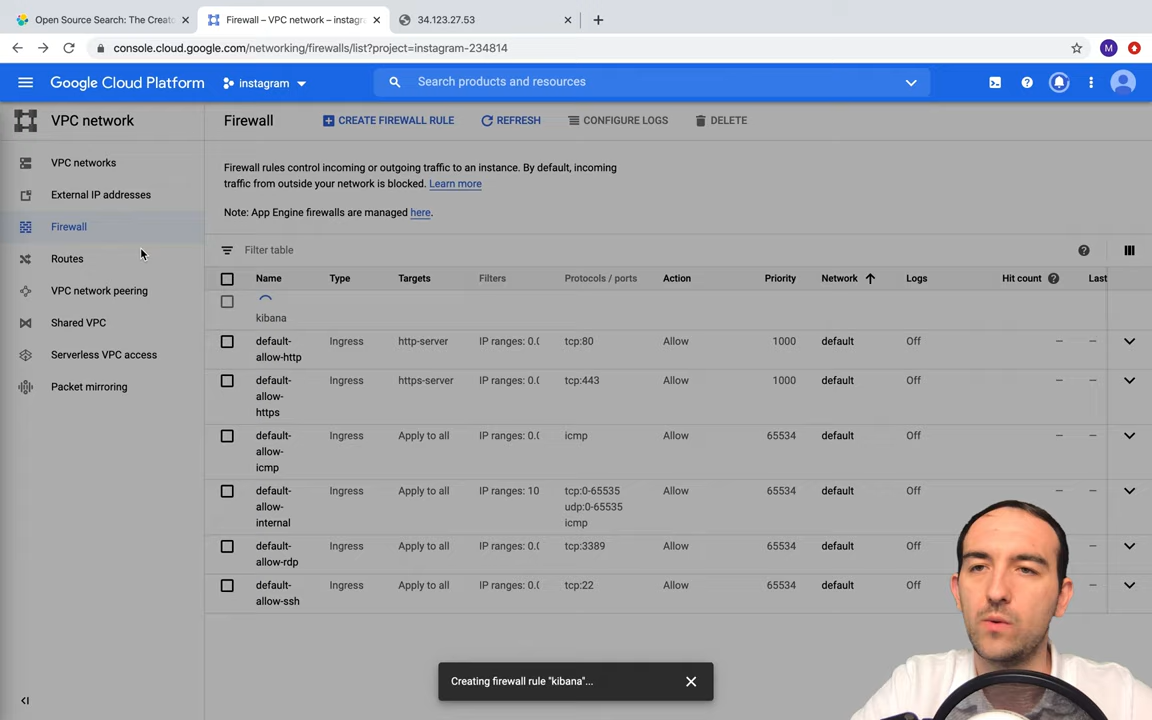 Open Source Search: The Creato
Firewall – VPC network – instagr
34.123.27.53
console.cloud.google.com/networking/firewalls/list?project=instagram-234814
M
Google Cloud Platform
instagram
Search products and resources
VPC network
Firewall
CREATE FIREWALL RULE
REFRESH
CONFIGURE LOGS
DELETE
VPC networks
External IP addresses
Firewall
Routes
VPC network peering
Shared VPC
Serverless VPC access
Packet mirroring
Firewall rules control incoming or outgoing traffic to an instance. By default, incoming
traffic from outside your network is blocked. Learn more
Note: App Engine firewalls are managed here.
Filter table
Name Type Targets Filters Protocols / ports Action Priority Network Logs Hit count Last
kibana
default-allow-http Ingress http-server IP ranges: 0.( tcp:80 Allow 1000 default Off – –
default-allow-https Ingress https-server IP ranges: 0.( tcp:443 Allow 1000 default Off – –
default-allow-icmp Ingress Apply to all IP ranges: 0.( icmp Allow 65534 default Off – –
default-allow-internal Ingress Apply to all IP ranges: 10 tcp:0-65535 udp:0-65535 icmp Allow 65534 default Off – –
default-allow-rdp Ingress Apply to all IP ranges: 0.( tcp:3389 Allow 65534 default Off – –
default-allow-ssh Ingress Apply to all IP ranges: 0.( tcp:22 Allow 65534 default Off – –
Creating firewall rule "kibana"...